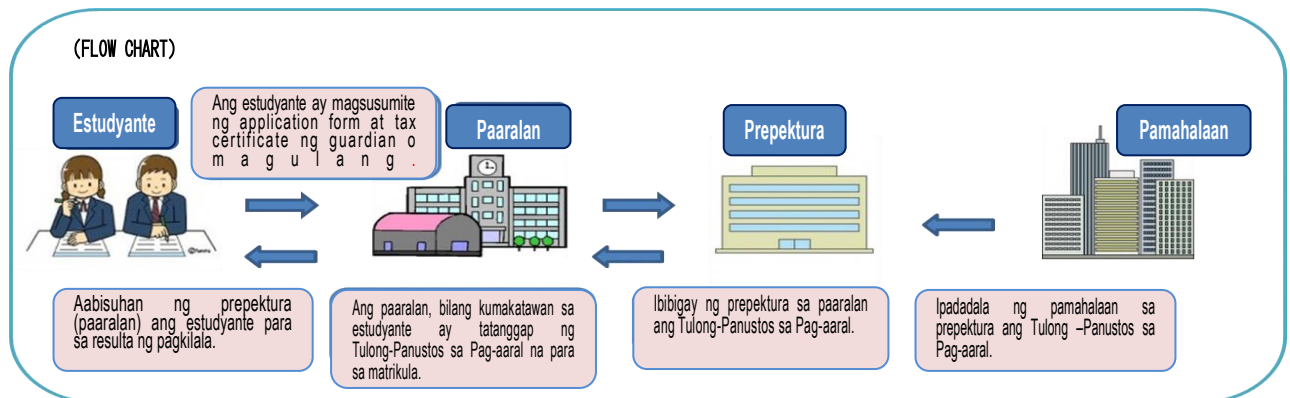 (FLOW CHART)
Estudyante
Ang estudyante ay magsusumite
ng application form at tax
certificate ng guardian o
magulang.
Paaralan
Prepektura
Pamahalaan
Aabisuhan ng prepektura
(paaralan) ang estudyante para
sa resulta ng pagkilala.
Ang paaralan, bilang kumakatawan sa
estudyante ay tatanggap ng
Tulong-Panustos sa Pag-aaral na para
sa matrikula.
Ibibigay ng prepektura sa paaralan
ang Tulong-Panustos sa Pag-aaral.
Ipadadala ng pamahalaan sa
prepektura ang Tulong –Panustos sa
Pag-aaral.